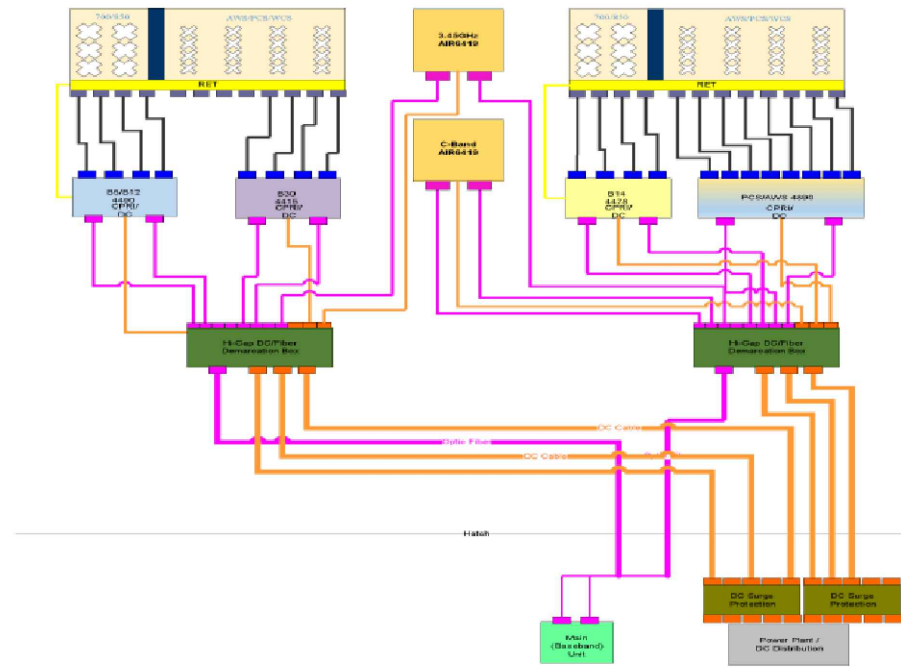 700/850
AWS/PCS/WCS
RET
3.45GHz
AIR6419
700/850
AWS/PCS/WCS
RET
C-Band
AIR6419
B5/B12
4490
CPRI/
DC
B30
4415
CPRI/
DC
B14
4478
CPRI/
DC
PCS/AWS 4890
CPRI/
DC
Hi-Cap DC/Fiber
Demarcation Box
Hi-Cap DC/Fiber
Demarcation Box
DC Cable
Optic Fiber
DC Cable
Hatch
DC Surge
Protection
DC Surge
Protection
Main
(Baseband)
Unit
Power Plant /
DC Distribution